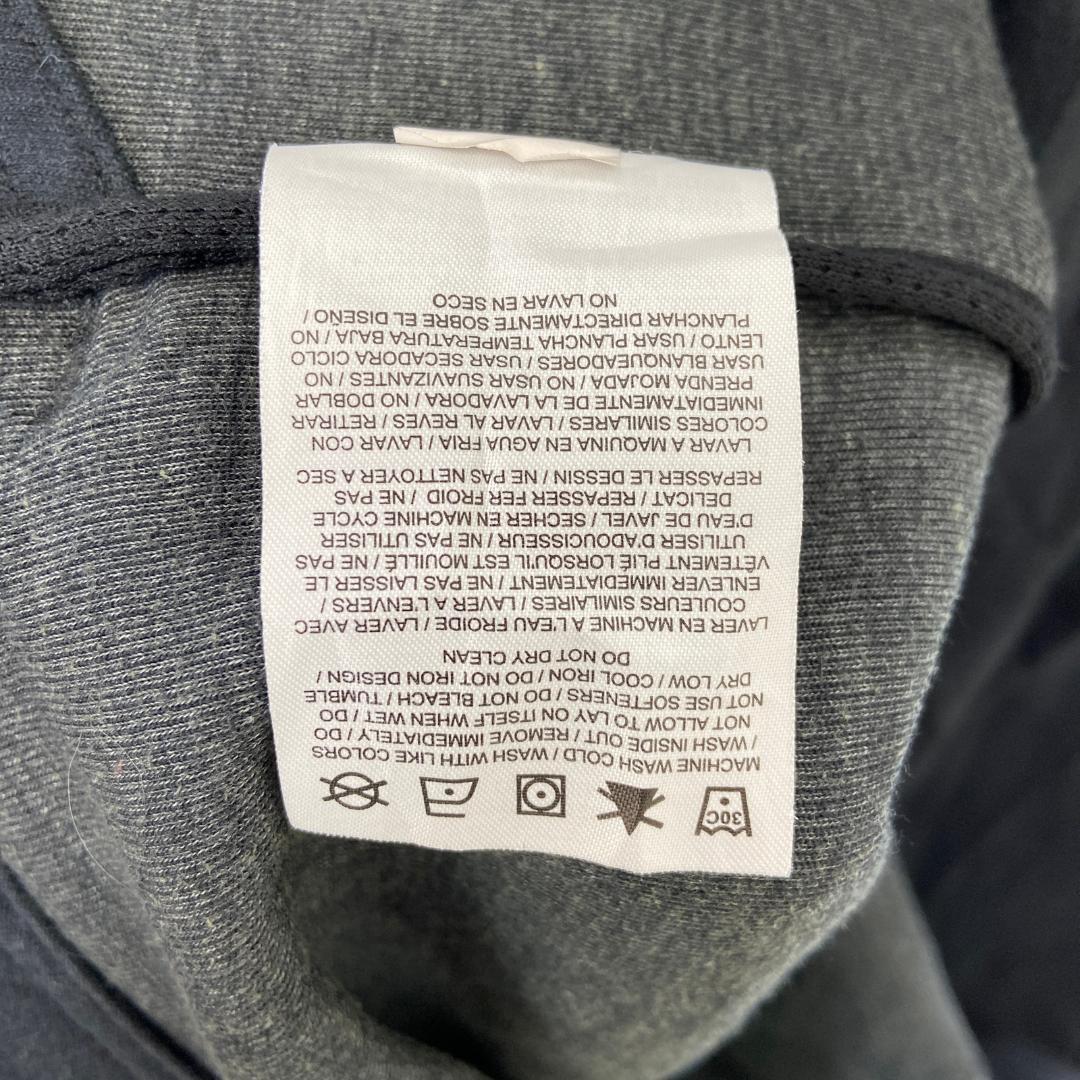 30C
MACHINE WASH COLD / WASH WITH LIKE COLORS
/ WASH INSIDE OUT / REMOVE IMMEDIATELY / DO
NOT ALLOW TO LAY ON ITSELF WHEN WET / DO
NOT USE SOFTENERS / DO NOT BLEACH / TUMBLE
DRY LOW / COOL IRON / DO NOT IRON DESIGN /
DO NOT DRY CLEAN
LAVER EN MACHINE A L'EAU FROIDE / LAVER AVEC
COULEURS SIMILAIRES / LAVER A L'ENVERS /
ENLEVER IMMEDIATEMENT / NE PAS LAISSER LE
VÊTEMENT PLIÉ LORSQU'IL EST MOUILLÉ / NE PAS
UTILISER D'ADOUCISSEUR / NE PAS UTILISER
D'EAU DE JAVEL / SECHER EN MACHINE CYCLE
DELICAT / REPASSER FER FROID / NE PAS
REPASSER LE DESSIN / NE PAS NETTOYER A SEC
LAVAR A MAQUINA EN AGUA FRIA / LAVAR CON
COLORES SIMILARES / LAVAR AL REVES / RETIRAR
INMEDIATAMENTE DE LA LAVADORA / NO DOBLAR
PRENDA MOJADA / NO USAR SUAVIZANTES / NO
USAR BLANQUEADORES / USAR SECADORA CICLO
LENTO / USAR PLANCHA TEMPERATURA BAJA / NO
PLANCHAR DIRECTAMENTE SOBRE EL DISENO /
NO LAVAR EN SECO